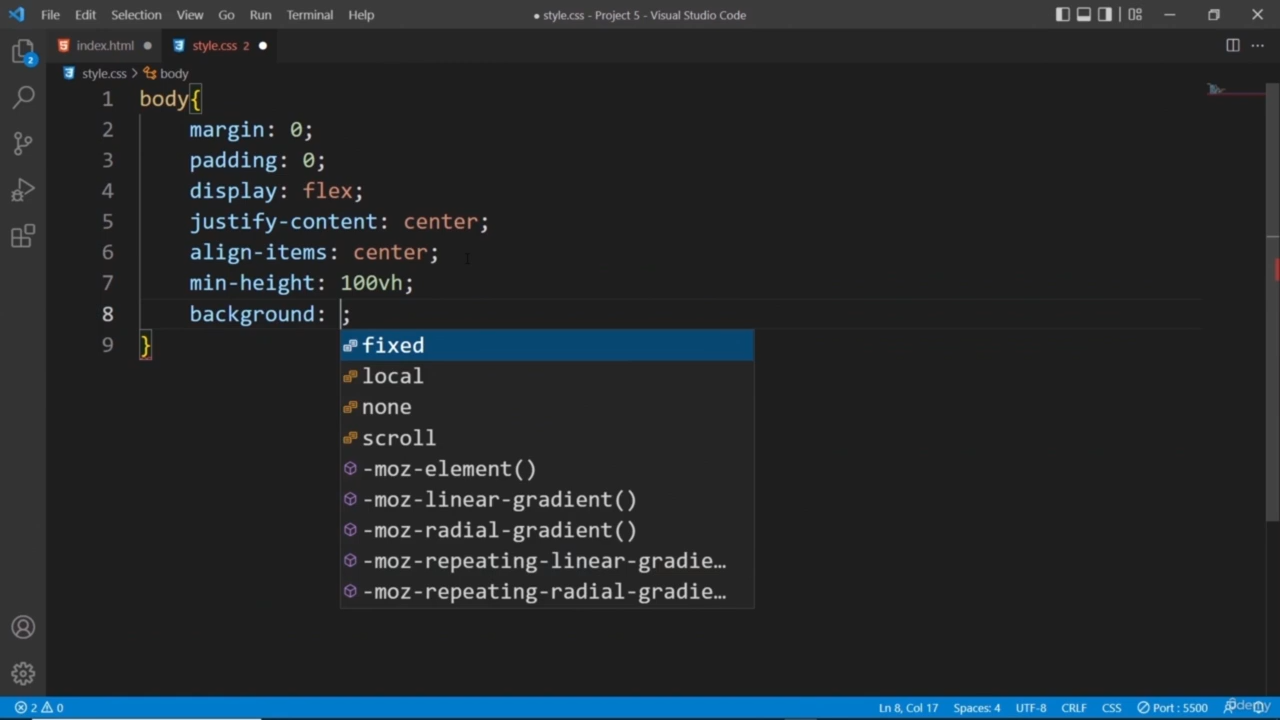 File Edit Selection View Go Run Terminal Help ● style.css - Project 5 - Visual Studio Code
index.html ● style.css 2 ●
style.css > body
1 body{
2 margin: 0;
3 padding: 0;
4 display: flex;
5 justify-content: center;
6 align-items: center;
7 min-height: 100vh;
8 background: ;
9 }
fixed
local
none
scroll
-moz-element()
-moz-linear-gradient()
-moz-radial-gradient()
-moz-repeating-linear-gradie…
-moz-repeating-radial-gradie…
2
2 0 Ln 8, Col 17 Spaces: 4 UTF-8 CRLF CSS Port : 5500
Udemy